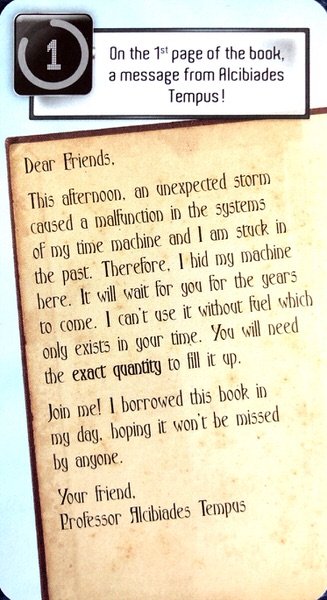 1
On the 1st page of the book,
a message from Alcibiades
Tempus!
Dear Friends,
This afternoon, an unexpected storm
caused a malfunction in the systems
of my time machine and I am stuck in
the past. Therefore, I hid my machine
here. It will wait for you for the years
to come. I can't use it without fuel which
only exists in your time. You will need
the exact quantity to fill it up.
Join me! I borrowed this book in
my day, hoping it won't be missed
by anyone.
Your friend,
Professor Alcibiades Tempus